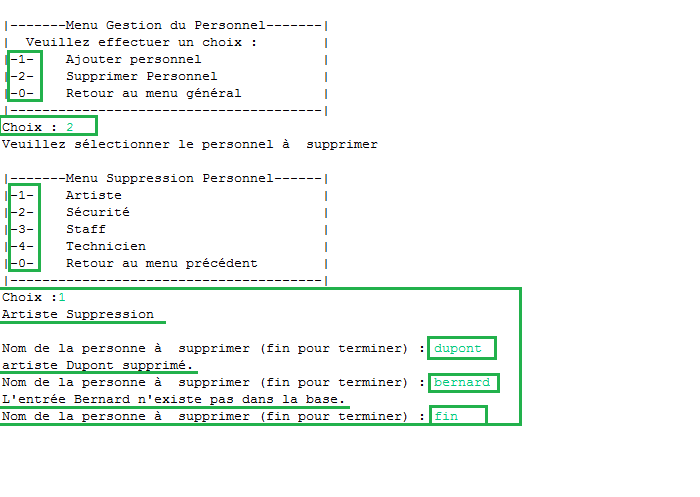 |-------Menu Gestion du Personnel-------|
|  Veuillez effectuer un choix :        |
|-1-    Ajouter personnel               |
|-2-    Supprimer Personnel             |
|-0-    Retour au menu général          |
|---------------------------------------|
Choix : 2
Veuillez sélectionner le personnel à  supprimer
|-------Menu Suppression Personnel------|
|-1-    Artiste                         |
|-2-    Sécurité                        |
|-3-    Staff                           |
|-4-    Technicien                      |
|-0-    Retour au menu précédent        |
|---------------------------------------|
Choix :1
Artiste Suppression
Nom de la personne à  supprimer (fin pour terminer) : dupont
artiste Dupont supprimé.
Nom de la personne à  supprimer (fin pour terminer) : bernard
L'entrée Bernard n'existe pas dans la base.
Nom de la personne à  supprimer (fin pour terminer) : fin